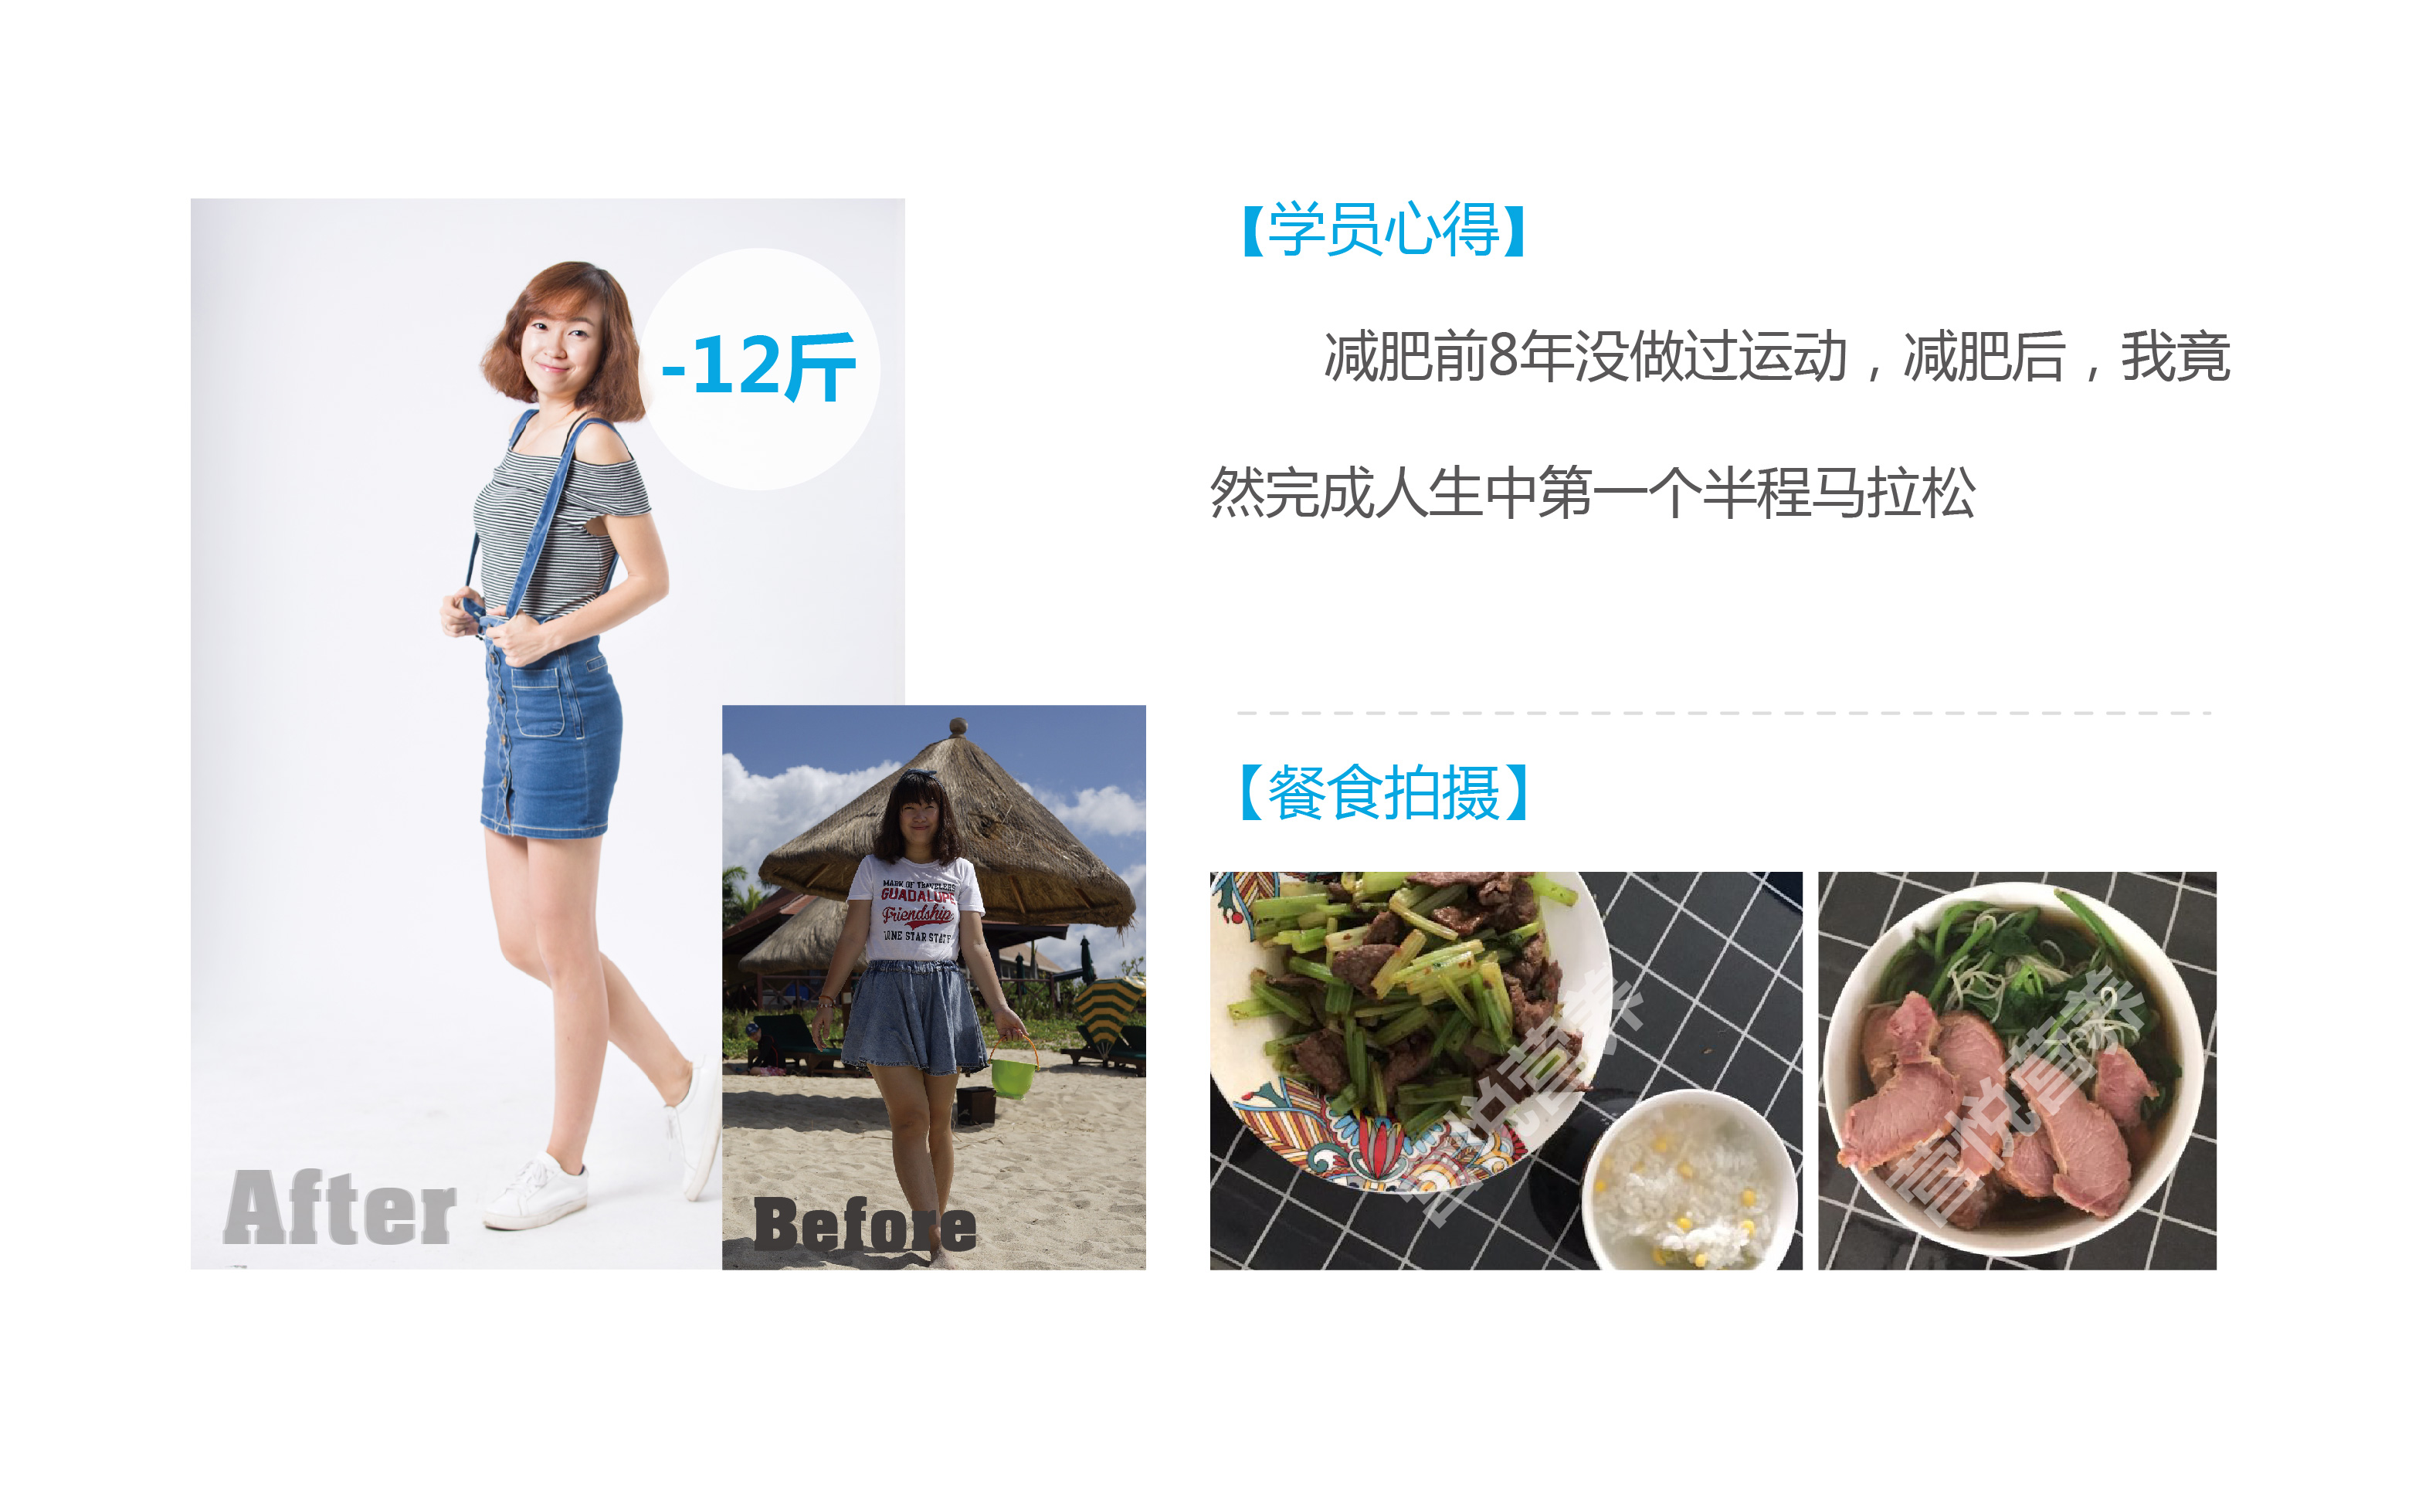 -12斤
After
Before
MARK OF TRAVELERS
GUADALUPE
Friendship
LONE STAR STATE
【学员心得】
减肥前8年没做过运动，减肥后，我竟
然完成人生中第一个半程马拉松
【餐食拍摄】
营悦营养
营悦营养